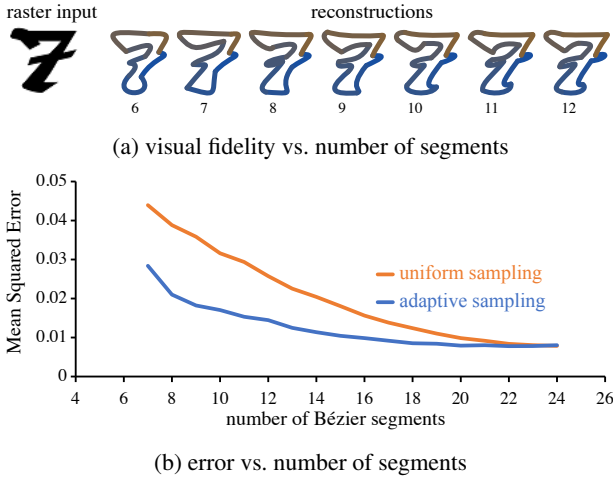 raster input reconstructions
6 7 8 9 10 11 12
(a) visual fidelity vs. number of segments
0.05
0.04
0.03
0.02
0.01
0
Mean Squared Error
uniform sampling
adaptive sampling
4 6 8 10 12 14 16 18 20 22 24 26
number of Bézier segments
(b) error vs. number of segments